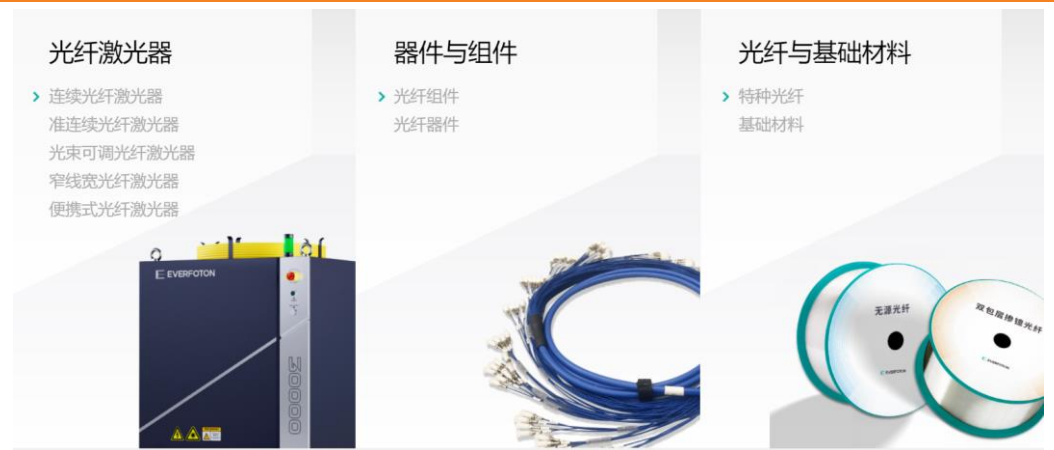 光纤激光器
连续光纤激光器
准连续光纤激光器
光束可调光纤激光器
窄线宽光纤激光器
便携式光纤激光器
EVERFOTON
30000
器件与组件
光纤组件
光纤器件
光纤与基础材料
特种光纤
基础材料
无源光纤
EVERFOTON
双包层掺镱光纤
EVERFOTON